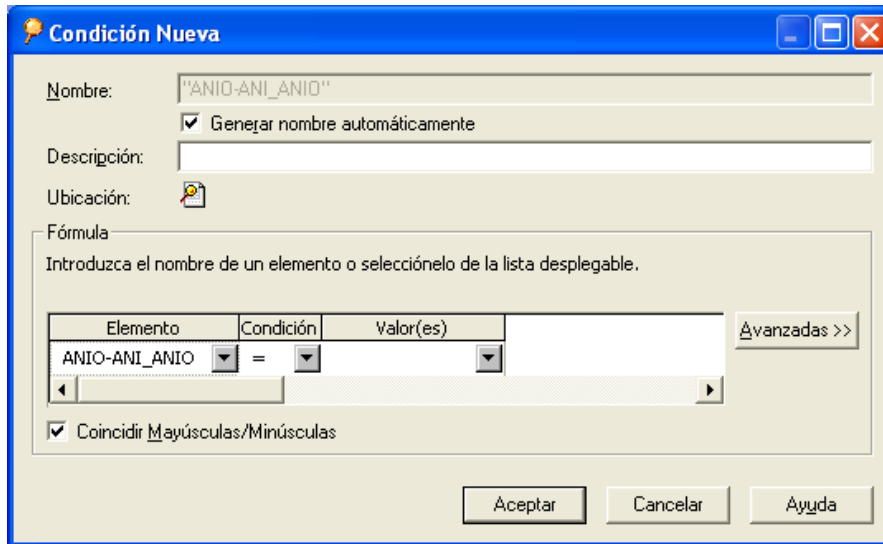 Condición Nueva
Nombre: "ANIO-ANI_ANIO"
Generar nombre automáticamente
Descripción:
Ubicación:
Fórmula
Introduzca el nombre de un elemento o selecciónelo de la lista desplegable.
Elemento Condición Valor(es)
Avanzadas >>
ANIO-ANI_ANIO =
Coincidir Mayúsculas/Minúsculas
Aceptar Cancelar Ayuda